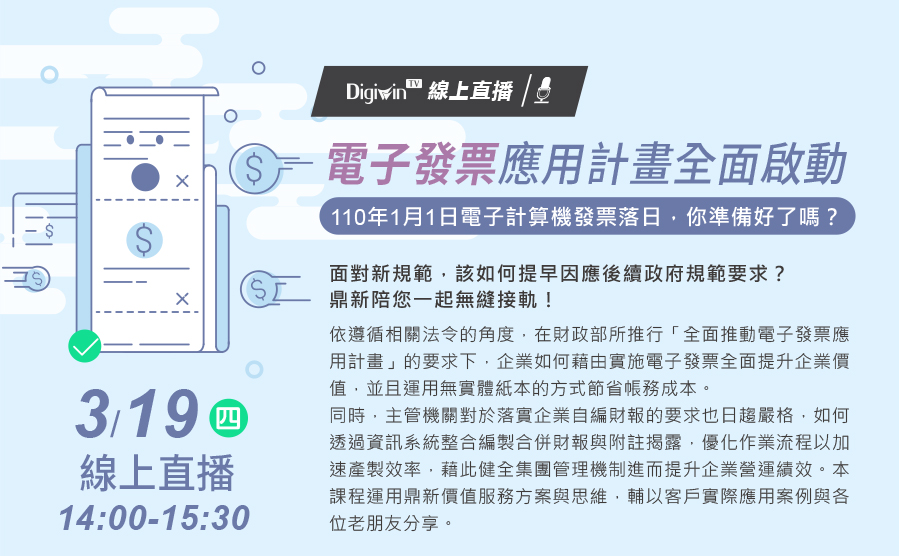 Digiwin TV 線上直播
電子發票應用計畫全面啟動
110年1月1日電子計算機發票落日，你準備好了嗎？
面對新規範，該如何提早因應後續政府規範要求？
鼎新陪您一起無縫接軌！
依遵循相關法令的角度，在財政部所推行「全面推動電子發票應
用計畫」的要求下，企業如何藉由實施電子發票全面提升企業價
值，並且運用無實體紙本的方式節省帳務成本。
同時，主管機關對於落實企業自編財報的要求也日趨嚴格，如何
透過資訊系統整合編製合併財報與附註揭露，優化作業流程以加
速產製效率，藉此健全集團管理機制進而提升企業營運績效。本
課程運用鼎新價值服務方案與思維，輔以客戶實際應用案例與各
位老朋友分享。
3/19 四
線上直播
14:00-15:30
$
$
$
$
$